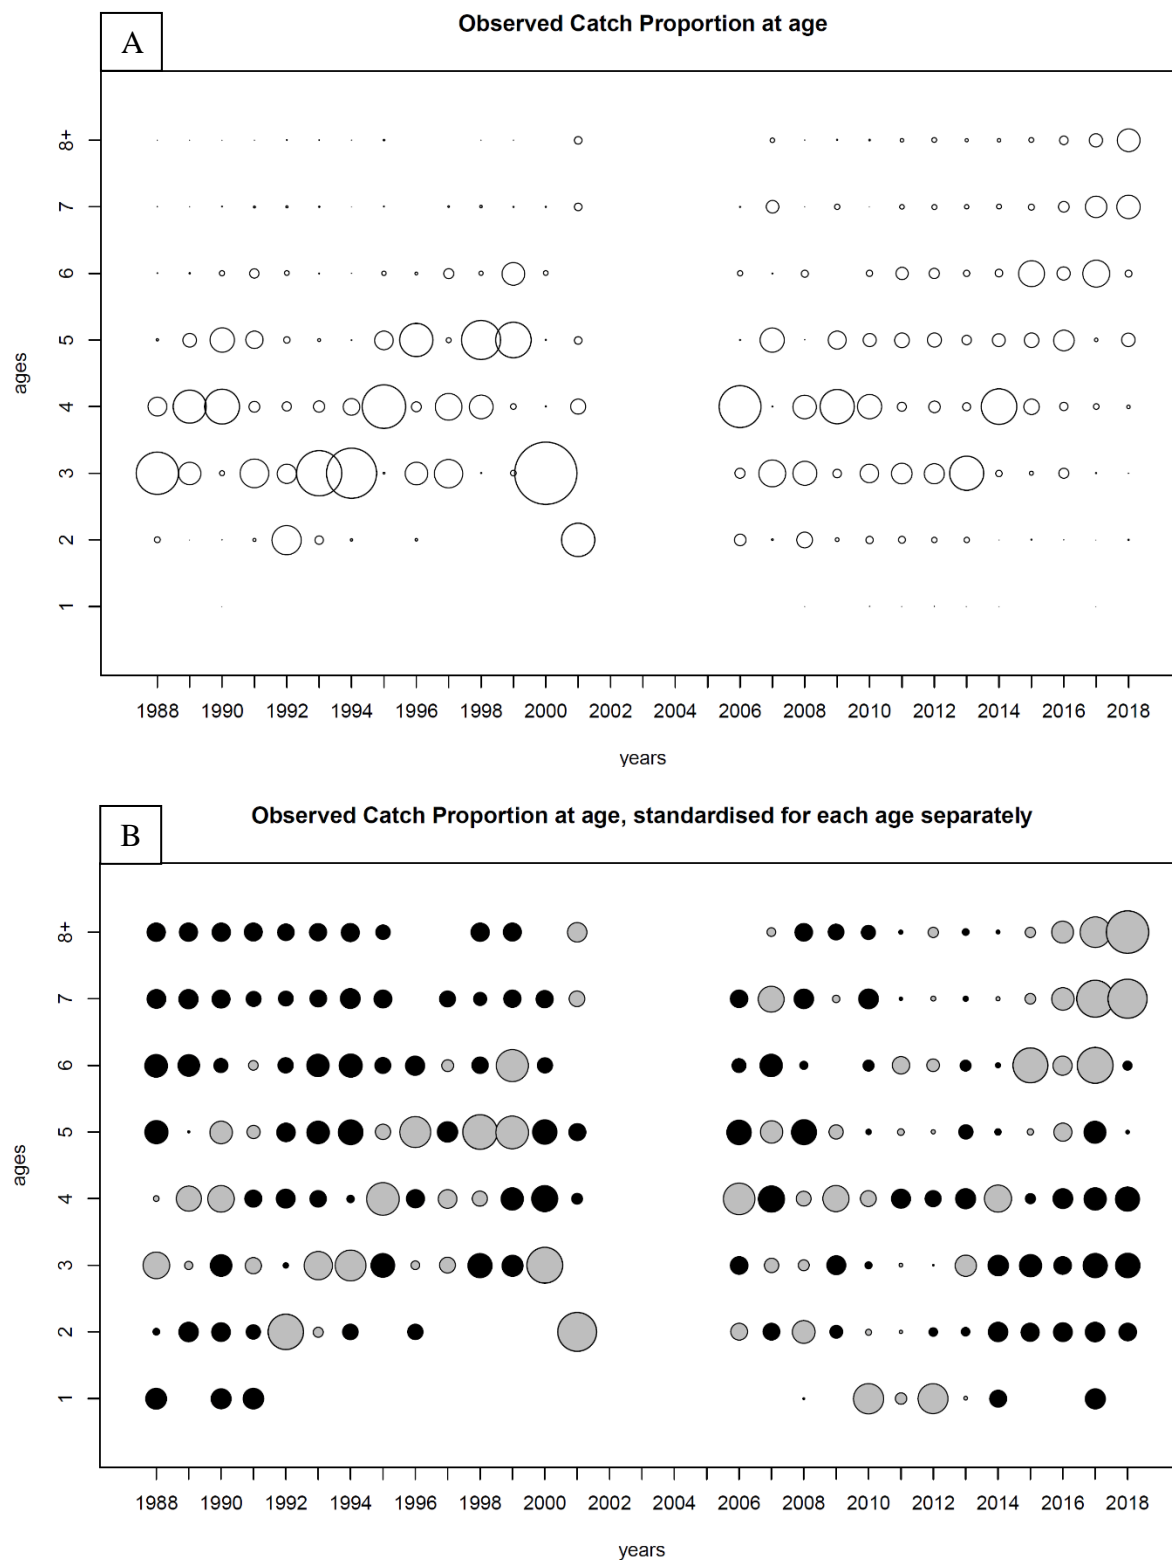 A
Observed Catch Proportion at age
8+
7
6
5
4
3
2
1
ages
1988 1990 1992 1994 1996 1998 2000 2002 2004 2006 2008 2010 2012 2014 2016 2018
years
B
Observed Catch Proportion at age, standardised for each age separately
8+
7
6
5
4
3
2
1
ages
1988 1990 1992 1994 1996 1998 2000 2002 2004 2006 2008 2010 2012 2014 2016 2018
years